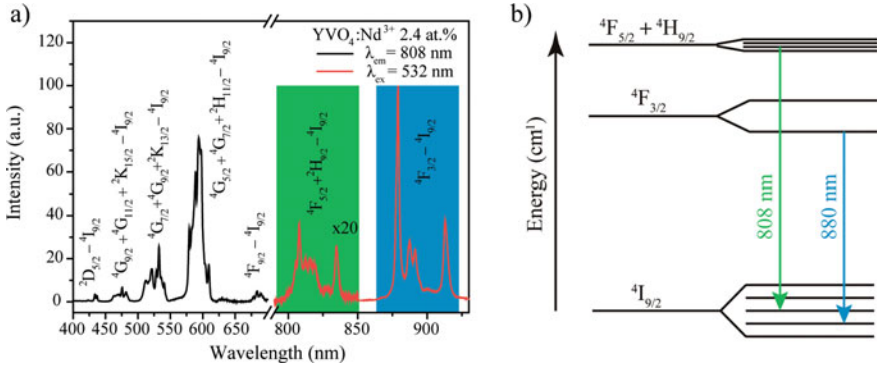 a)
YVO₄:Nd³⁺ 2.4 at.%
λem= 808 nm
λex= 532 nm
Intensity (a.u.)
120
100
80
60
40
20
0
²D5/2 – ⁴I9/2
⁴G9/2 + ⁴G11/2 + ²K15/2 – ⁴I9/2
⁴G7/2 + ⁴G9/2 + ²K13/2 – ⁴I9/2
⁴G5/2 + ⁴G7/2 + ²H11/2 – ⁴I9/2
⁴F9/2 – ⁴I9/2
⁴F5/2 + ²H9/2 – ⁴I9/2
x20
⁴F3/2 – ⁴I9/2
400 450 500 550 600 650 800 850 900
Wavelength (nm)
b)
Energy (cm¹)
⁴F5/2 + ⁴H9/2
⁴F3/2
808 nm
880 nm
⁴I9/2